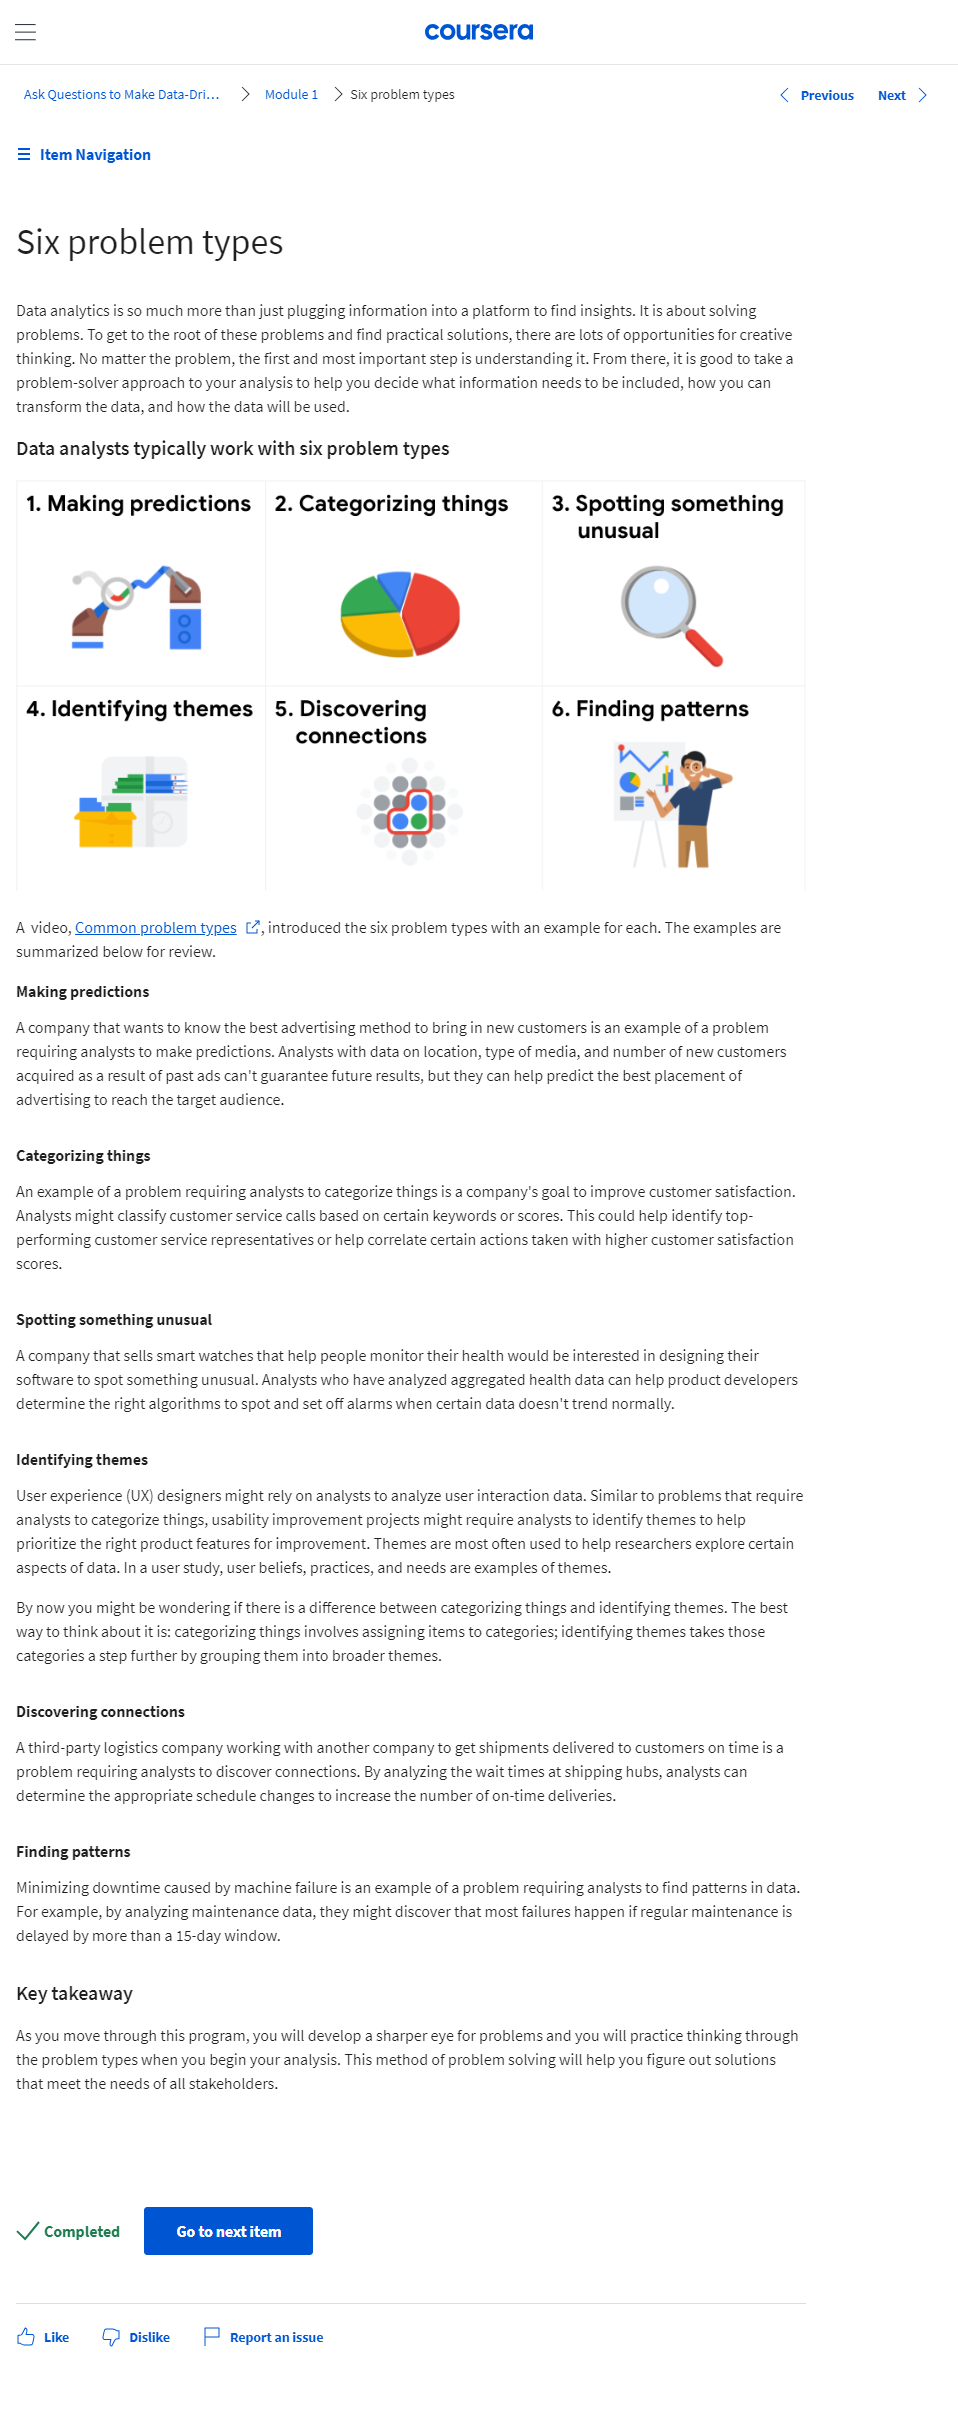 coursera
Ask Questions to Make Data-Dri...
Module 1
Six problem types
Previous
Next
Item Navigation
Six problem types
Data analytics is so much more than just plugging information into a platform to find insights. It is about solving
problems. To get to the root of these problems and find practical solutions, there are lots of opportunities for creative
thinking. No matter the problem, the first and most important step is understanding it. From there, it is good to take a
problem-solver approach to your analysis to help you decide what information needs to be included, how you can
transform the data, and how the data will be used.
Data analysts typically work with six problem types
1. Making predictions
2. Categorizing things
3. Spotting something
unusual
4. Identifying themes
5. Discovering
connections
6. Finding patterns
A video, Common problem types , introduced the six problem types with an example for each. The examples are
summarized below for review.
Making predictions
A company that wants to know the best advertising method to bring in new customers is an example of a problem
requiring analysts to make predictions. Analysts with data on location, type of media, and number of new customers
acquired as a result of past ads can't guarantee future results, but they can help predict the best placement of
advertising to reach the target audience.
Categorizing things
An example of a problem requiring analysts to categorize things is a company's goal to improve customer satisfaction.
Analysts might classify customer service calls based on certain keywords or scores. This could help identify top-
performing customer service representatives or help correlate certain actions taken with higher customer satisfaction
scores.
Spotting something unusual
A company that sells smart watches that help people monitor their health would be interested in designing their
software to spot something unusual. Analysts who have analyzed aggregated health data can help product developers
determine the right algorithms to spot and set off alarms when certain data doesn't trend normally.
Identifying themes
User experience (UX) designers might rely on analysts to analyze user interaction data. Similar to problems that require
analysts to categorize things, usability improvement projects might require analysts to identify themes to help
prioritize the right product features for improvement. Themes are most often used to help researchers explore certain
aspects of data. In a user study, user beliefs, practices, and needs are examples of themes.
By now you might be wondering if there is a difference between categorizing things and identifying themes. The best
way to think about it is: categorizing things involves assigning items to categories; identifying themes takes those
categories a step further by grouping them into broader themes.
Discovering connections
A third-party logistics company working with another company to get shipments delivered to customers on time is a
problem requiring analysts to discover connections. By analyzing the wait times at shipping hubs, analysts can
determine the appropriate schedule changes to increase the number of on-time deliveries.
Finding patterns
Minimizing downtime caused by machine failure is an example of a problem requiring analysts to find patterns in data.
For example, by analyzing maintenance data, they might discover that most failures happen if regular maintenance is
delayed by more than a 15-day window.
Key takeaway
As you move through this program, you will develop a sharper eye for problems and you will practice thinking through
the problem types when you begin your analysis. This method of problem solving will help you figure out solutions
that meet the needs of all stakeholders.
Completed
Go to next item
Like
Dislike
Report an issue